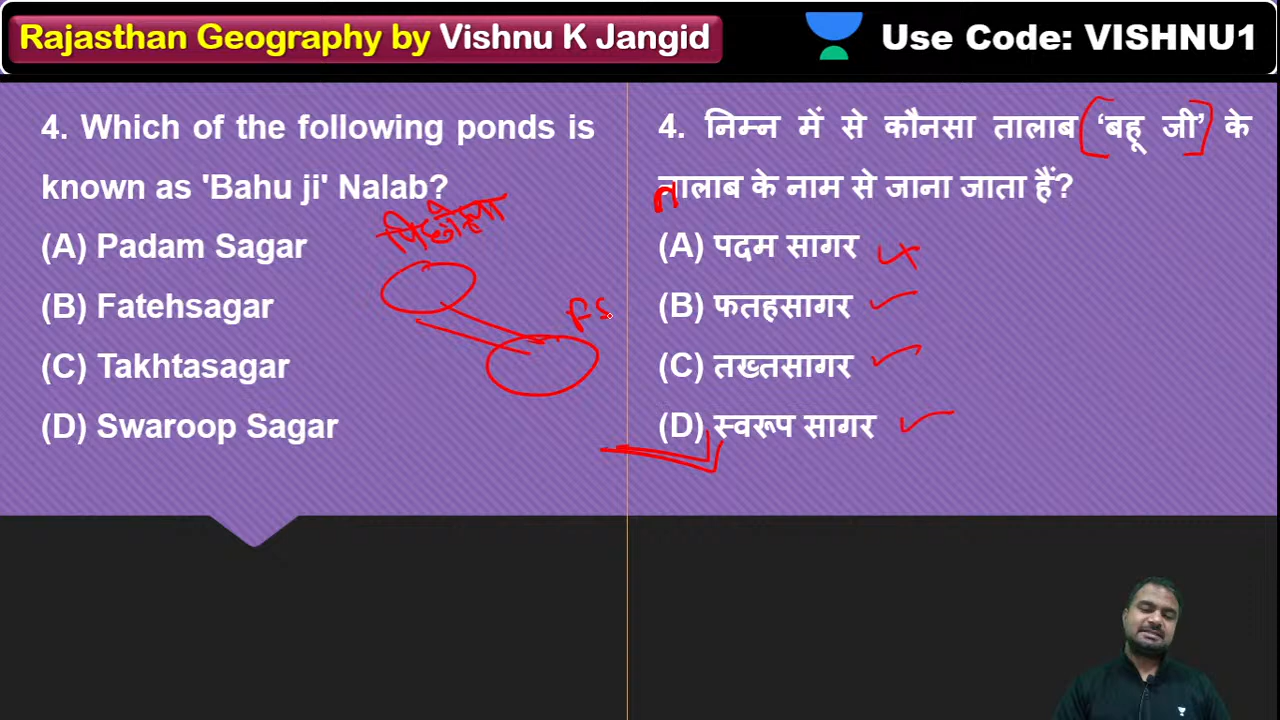 Rajasthan Geography by Vishnu K Jangid
Use Code: VISHNU1
4. Which of the following ponds is
known as 'Bahu ji' Nalab?
(A) Padam Sagar
(B) Fatehsagar
(C) Takhtasagar
(D) Swaroop Sagar
पिछोला
FS
4. निम्न में से कौनसा तालाब ‘बहू जी’ के
तालाब के नाम से जाना जाता हैं?
(A) पदम सागर
(B) फतहसागर
(C) तख्तसागर
(D) स्वरूप सागर